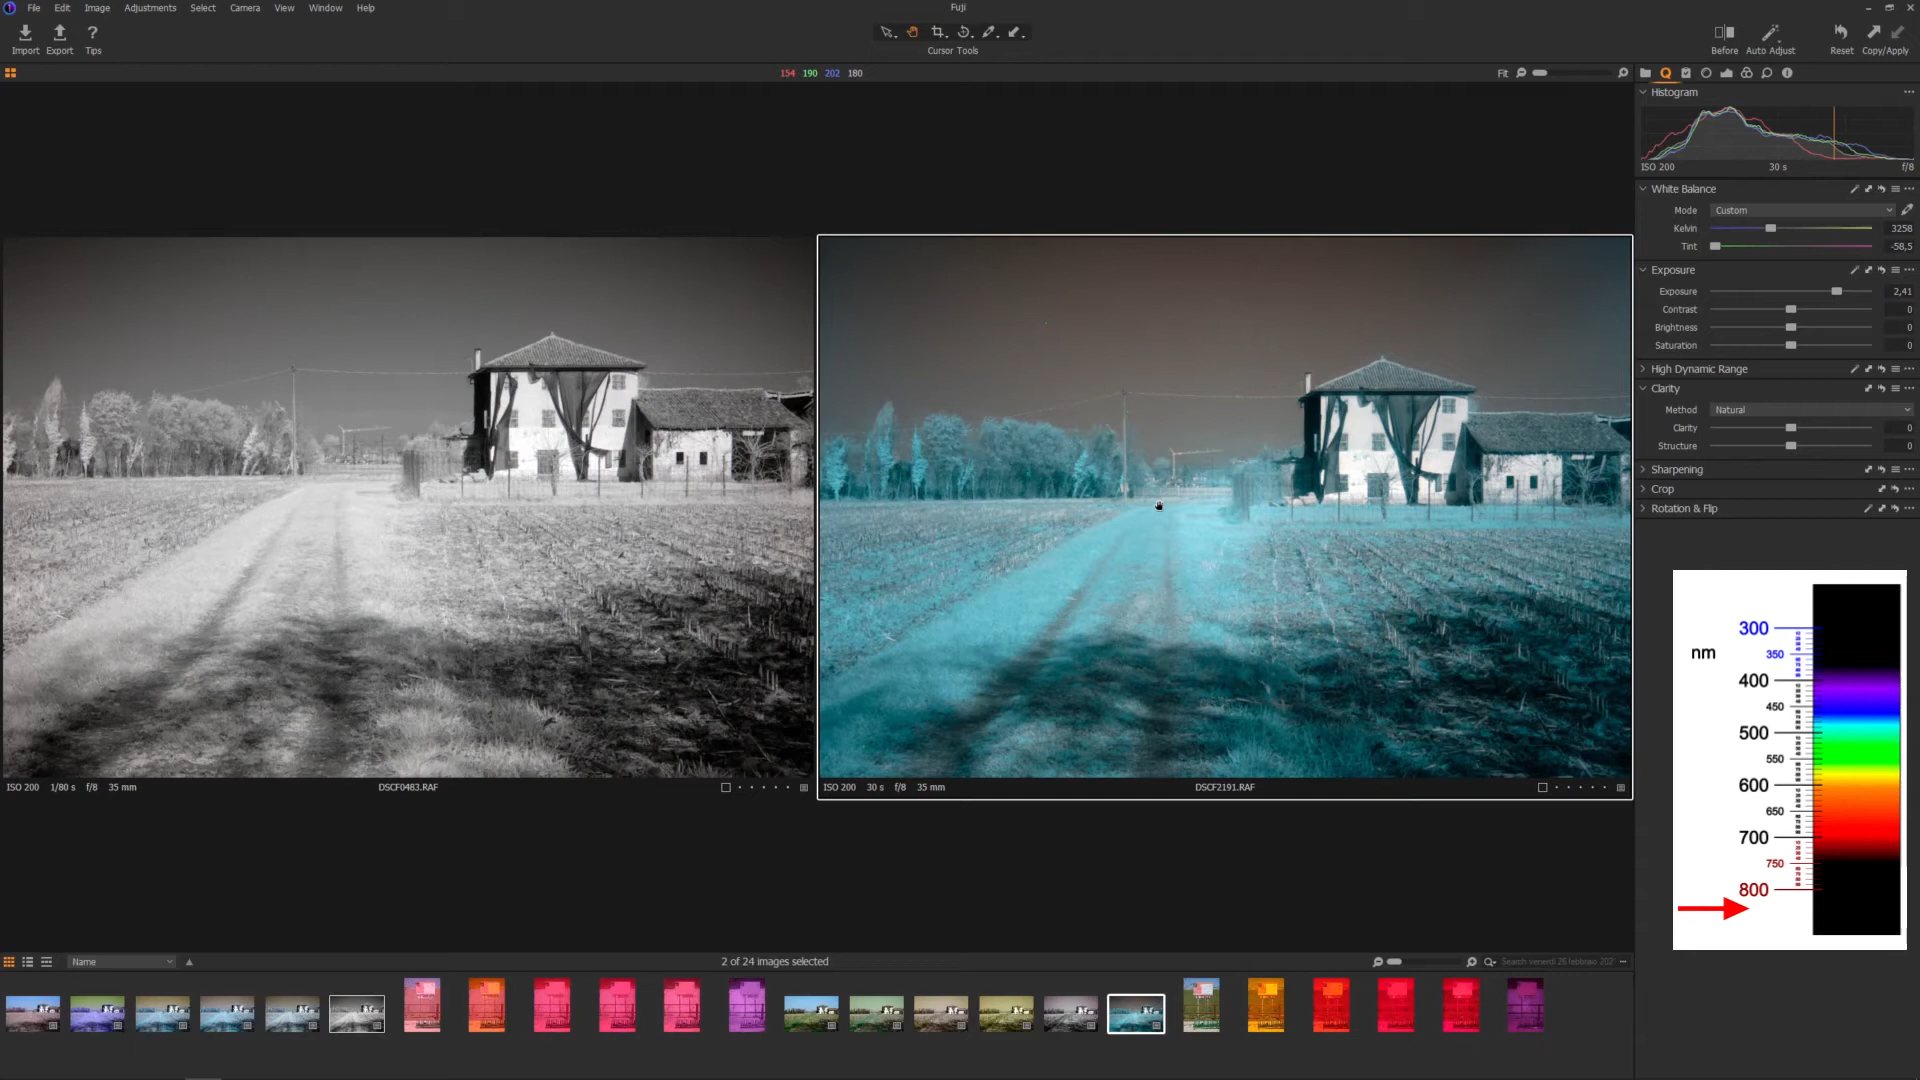 File Edit Image Adjustments Select Camera View Window Help
Fuji
Import Export Tips
Cursor Tools
Before Auto Adjust Reset Copy/Apply
154 190 202 180
Fit
Histogram
ISO 200 30 s f/8
White Balance
Mode Custom
Kelvin 3258
Tint -58,5
Exposure
Exposure 2,41
Contrast 0
Brightness 0
Saturation 0
High Dynamic Range
Clarity
Method Natural
Clarity 0
Structure 0
Sharpening
Crop
Rotation & Flip
300
nm
350
400
450
500
550
600
650
700
750
800
ISO 200 1/80 s f/8 35 mm DSCF0483.RAF
ISO 200 30 s f/8 35 mm DSCF2191.RAF
Name
2 of 24 images selected
Search venerdì 26 febbraio 202